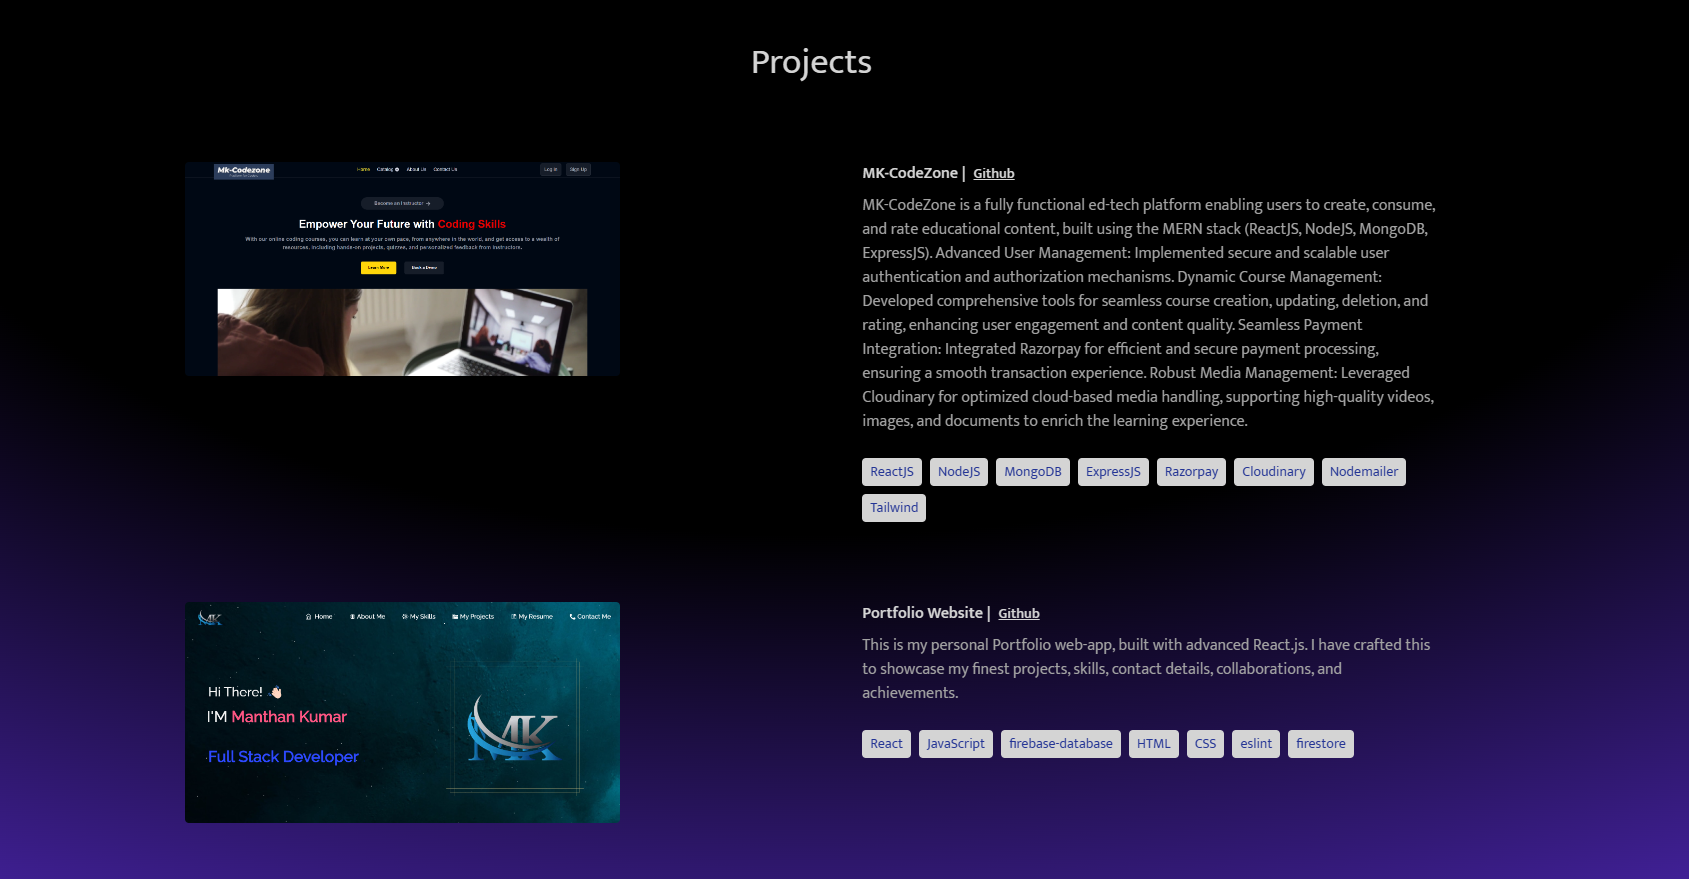 Projects
Mk-Codezone
Home Catalog About Us Contact Us
Log in Sign Up
Become an Instructor →
Empower Your Future with Coding Skills
With our online coding courses, you can learn at your own pace, from anywhere in the world, and get access to a wealth of
resources, including hands-on projects, quizzes, and personalized feedback from instructors.
Learn More Book a Demo
MK-CodeZone | Github
MK-CodeZone is a fully functional ed-tech platform enabling users to create, consume,
and rate educational content, built using the MERN stack (ReactJS, NodeJS, MongoDB,
ExpressJS). Advanced User Management: Implemented secure and scalable user
authentication and authorization mechanisms. Dynamic Course Management:
Developed comprehensive tools for seamless course creation, updating, deletion, and
rating, enhancing user engagement and content quality. Seamless Payment
Integration: Integrated Razorpay for efficient and secure payment processing,
ensuring a smooth transaction experience. Robust Media Management: Leveraged
Cloudinary for optimized cloud-based media handling, supporting high-quality videos,
images, and documents to enrich the learning experience.
ReactJS NodeJS MongoDB ExpressJS Razorpay Cloudinary Nodemailer
Tailwind
MK Home About Me My Skills My Projects My Resume Contact Me
Hi There!
I'M Manthan Kumar
Full Stack Developer
MK
Portfolio Website | Github
This is my personal Portfolio web-app, built with advanced React.js. I have crafted this
to showcase my finest projects, skills, contact details, collaborations, and
achievements.
React JavaScript firebase-database HTML CSS eslint firestore